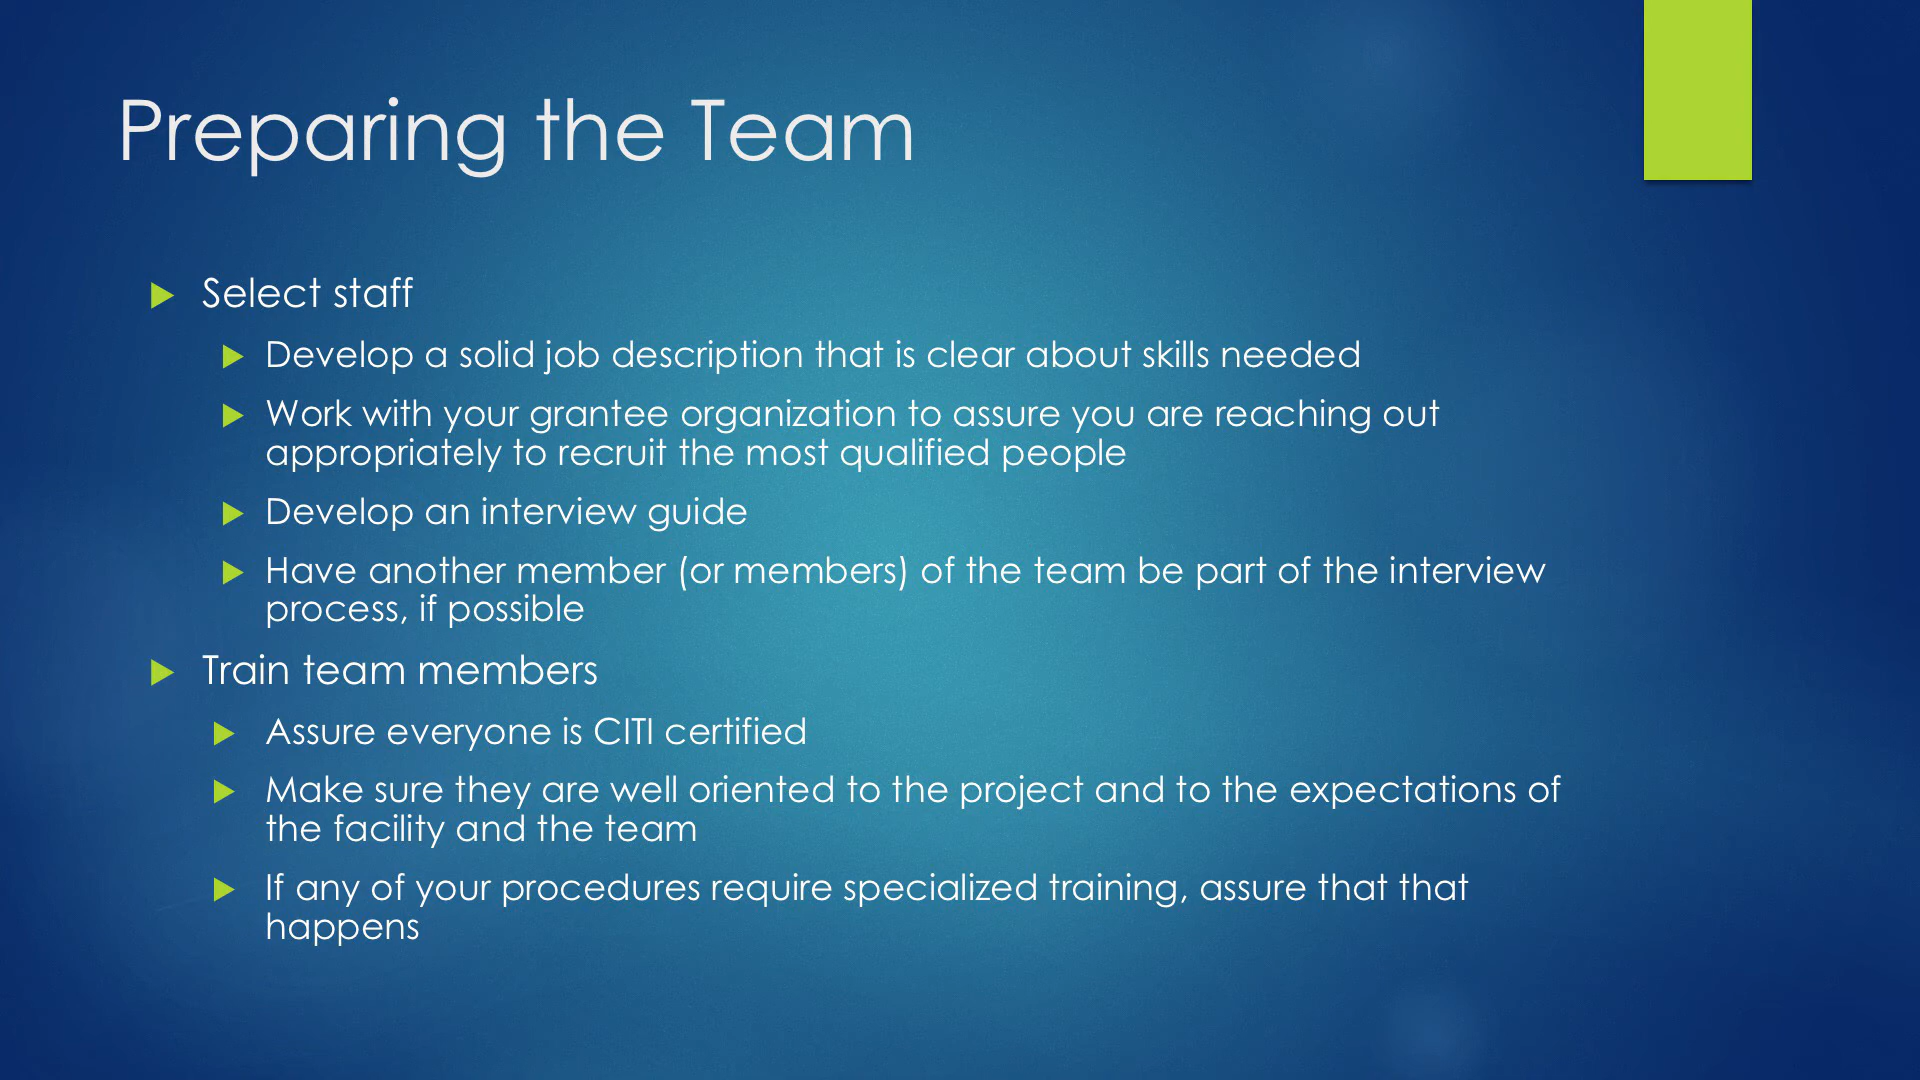 Preparing the Team
Select staff
Develop a solid job description that is clear about skills needed
Work with your grantee organization to assure you are reaching out
appropriately to recruit the most qualified people
Develop an interview guide
Have another member (or members) of the team be part of the interview
process, if possible
Train team members
Assure everyone is CITI certified
Make sure they are well oriented to the project and to the expectations of
the facility and the team
If any of your procedures require specialized training, assure that that
happens